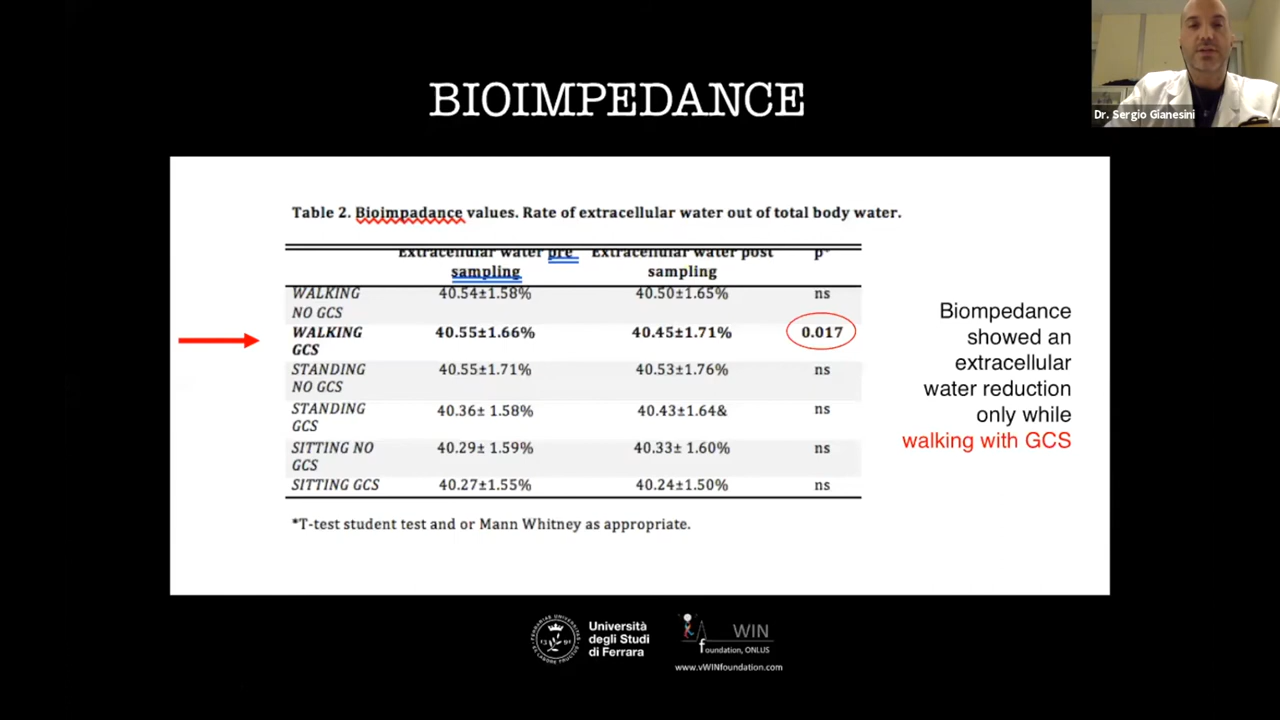 BIOIMPEDANCE
Dr. Sergio Gianesini
Table 2. Bioimpadance values. Rate of extracellular water out of total body water.
Extracellular water pre sampling Extracellular water post sampling p*
WALKING NO GCS 40.54±1.58% 40.50±1.65% ns
WALKING GCS 40.55±1.66% 40.45±1.71% 0.017
STANDING NO GCS 40.55±1.71% 40.53±1.76% ns
STANDING GCS 40.36± 1.58% 40.43±1.64& ns
SITTING NO GCS 40.29± 1.59% 40.33± 1.60% ns
SITTING GCS 40.27±1.55% 40.24±1.50% ns
*T-test student test and or Mann Whitney as appropriate.
Biompedance
showed an
extracellular
water reduction
only while
walking with GCS
Università
degli Studi
di Ferrara
WIN
foundation, ONLUS
www.vWINfoundation.com